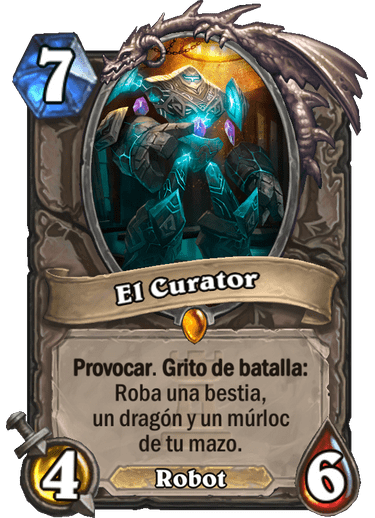 7
El Curator
Provocar. Grito de batalla:
Roba una bestia,
un dragón y un múrloc
de tu mazo.
4
Robot
6